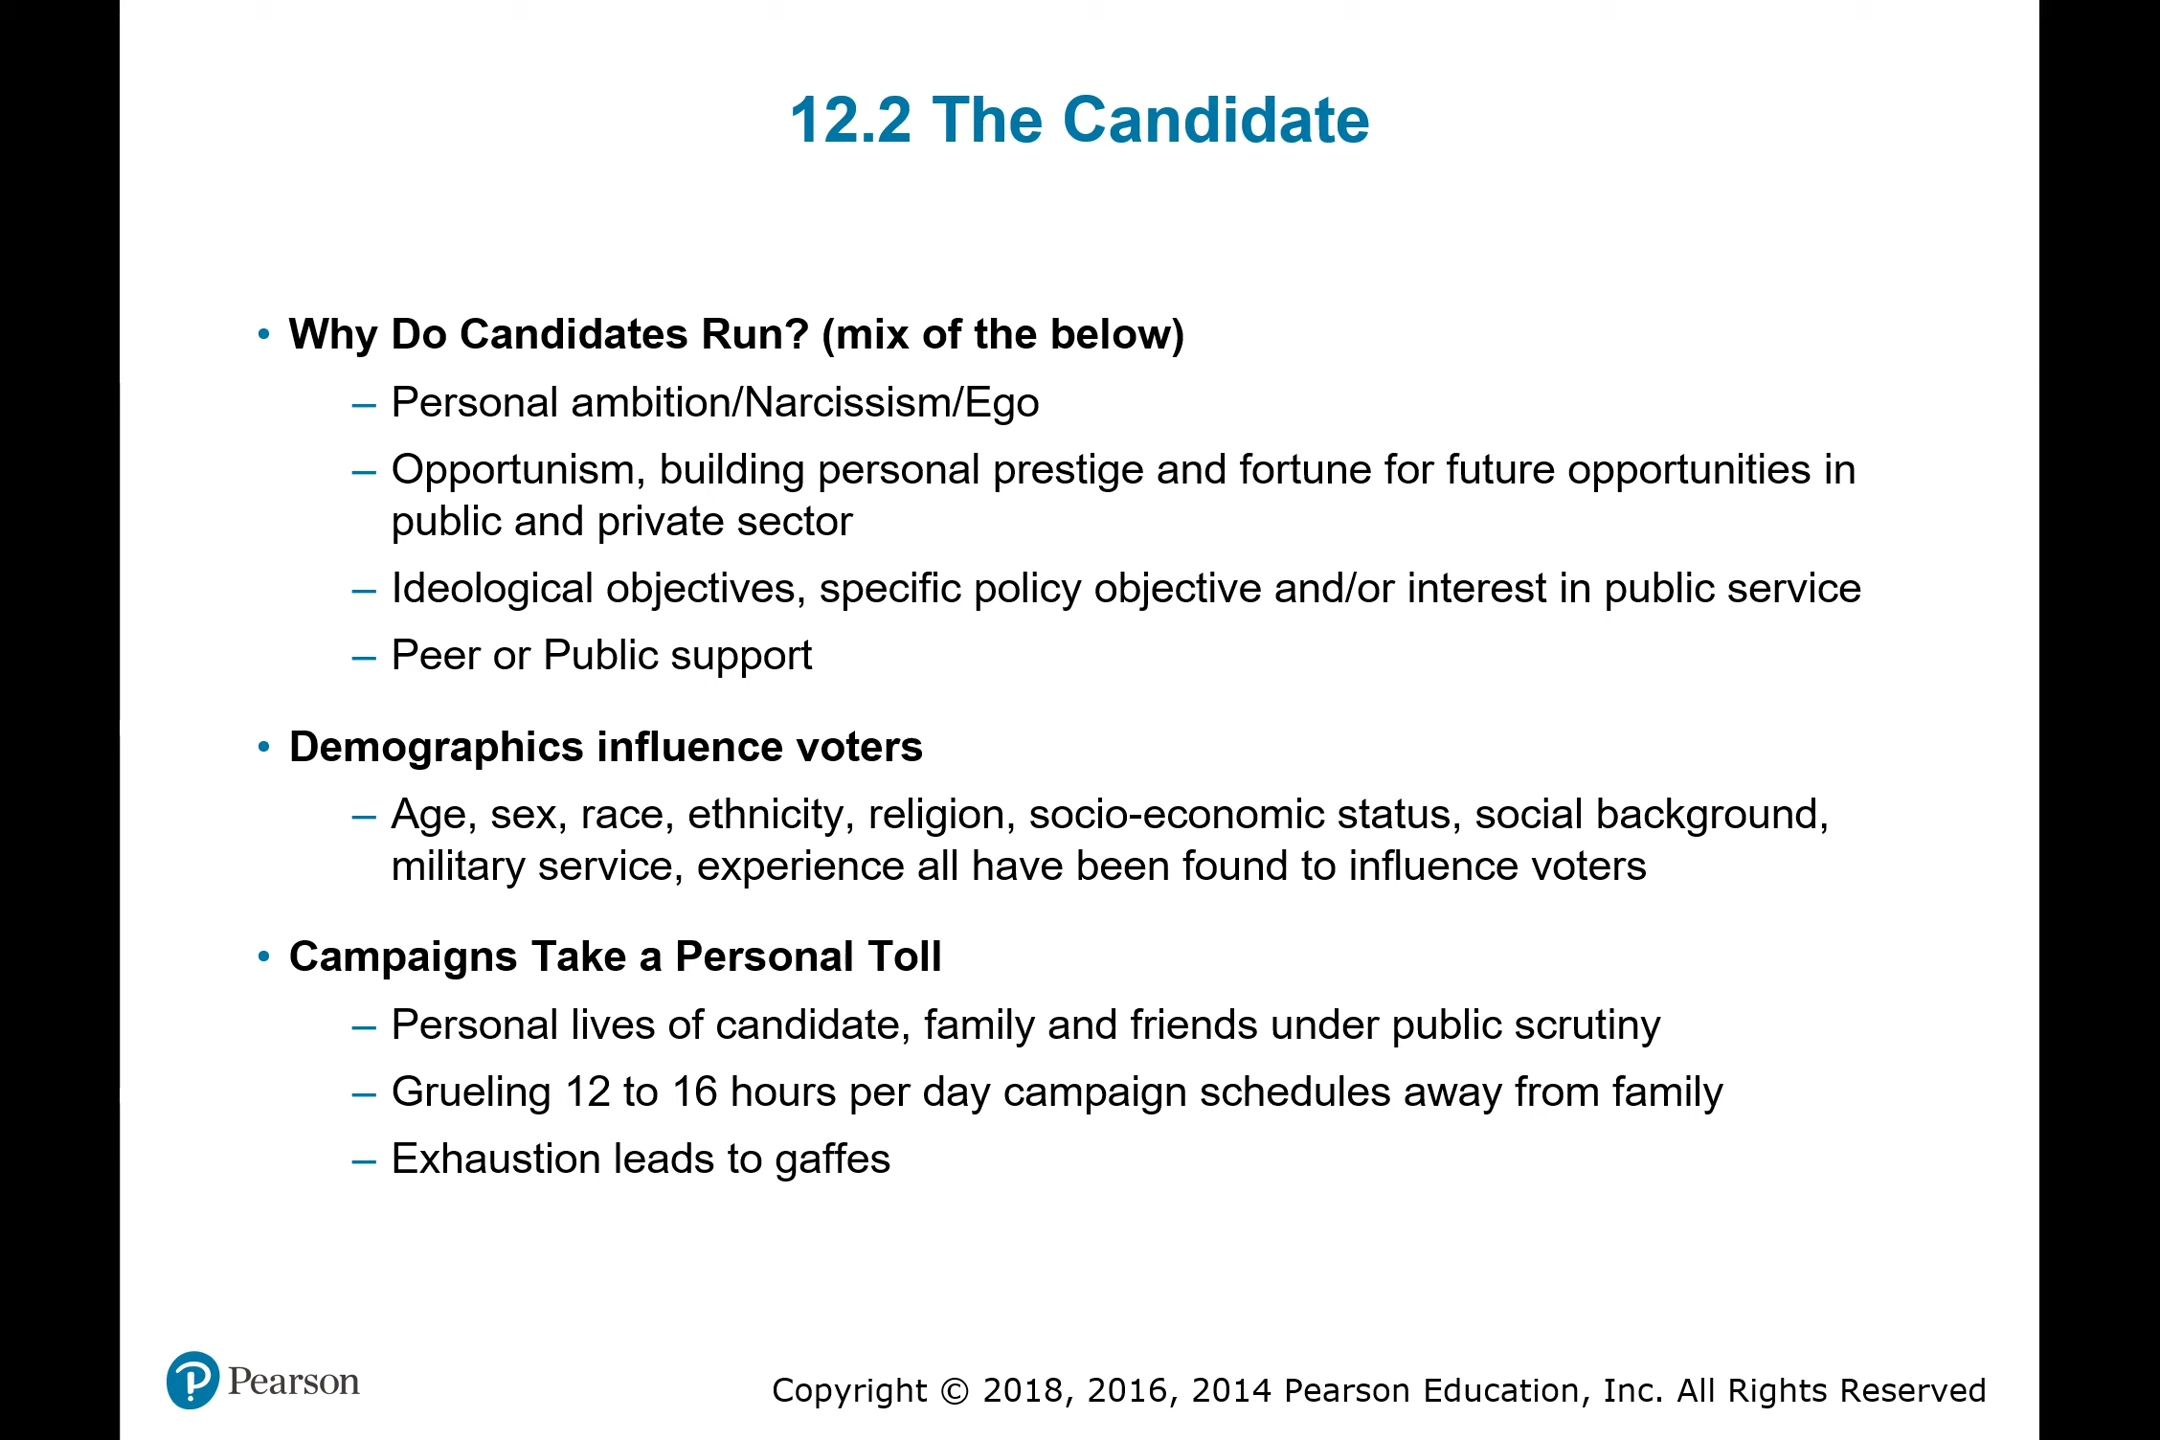 12.2 The Candidate
• Why Do Candidates Run? (mix of the below)
– Personal ambition/Narcissism/Ego
– Opportunism, building personal prestige and fortune for future opportunities in
public and private sector
– Ideological objectives, specific policy objective and/or interest in public service
– Peer or Public support
• Demographics influence voters
– Age, sex, race, ethnicity, religion, socio-economic status, social background,
military service, experience all have been found to influence voters
• Campaigns Take a Personal Toll
– Personal lives of candidate, family and friends under public scrutiny
– Grueling 12 to 16 hours per day campaign schedules away from family
– Exhaustion leads to gaffes
Pearson
Copyright © 2018, 2016, 2014 Pearson Education, Inc. All Rights Reserved